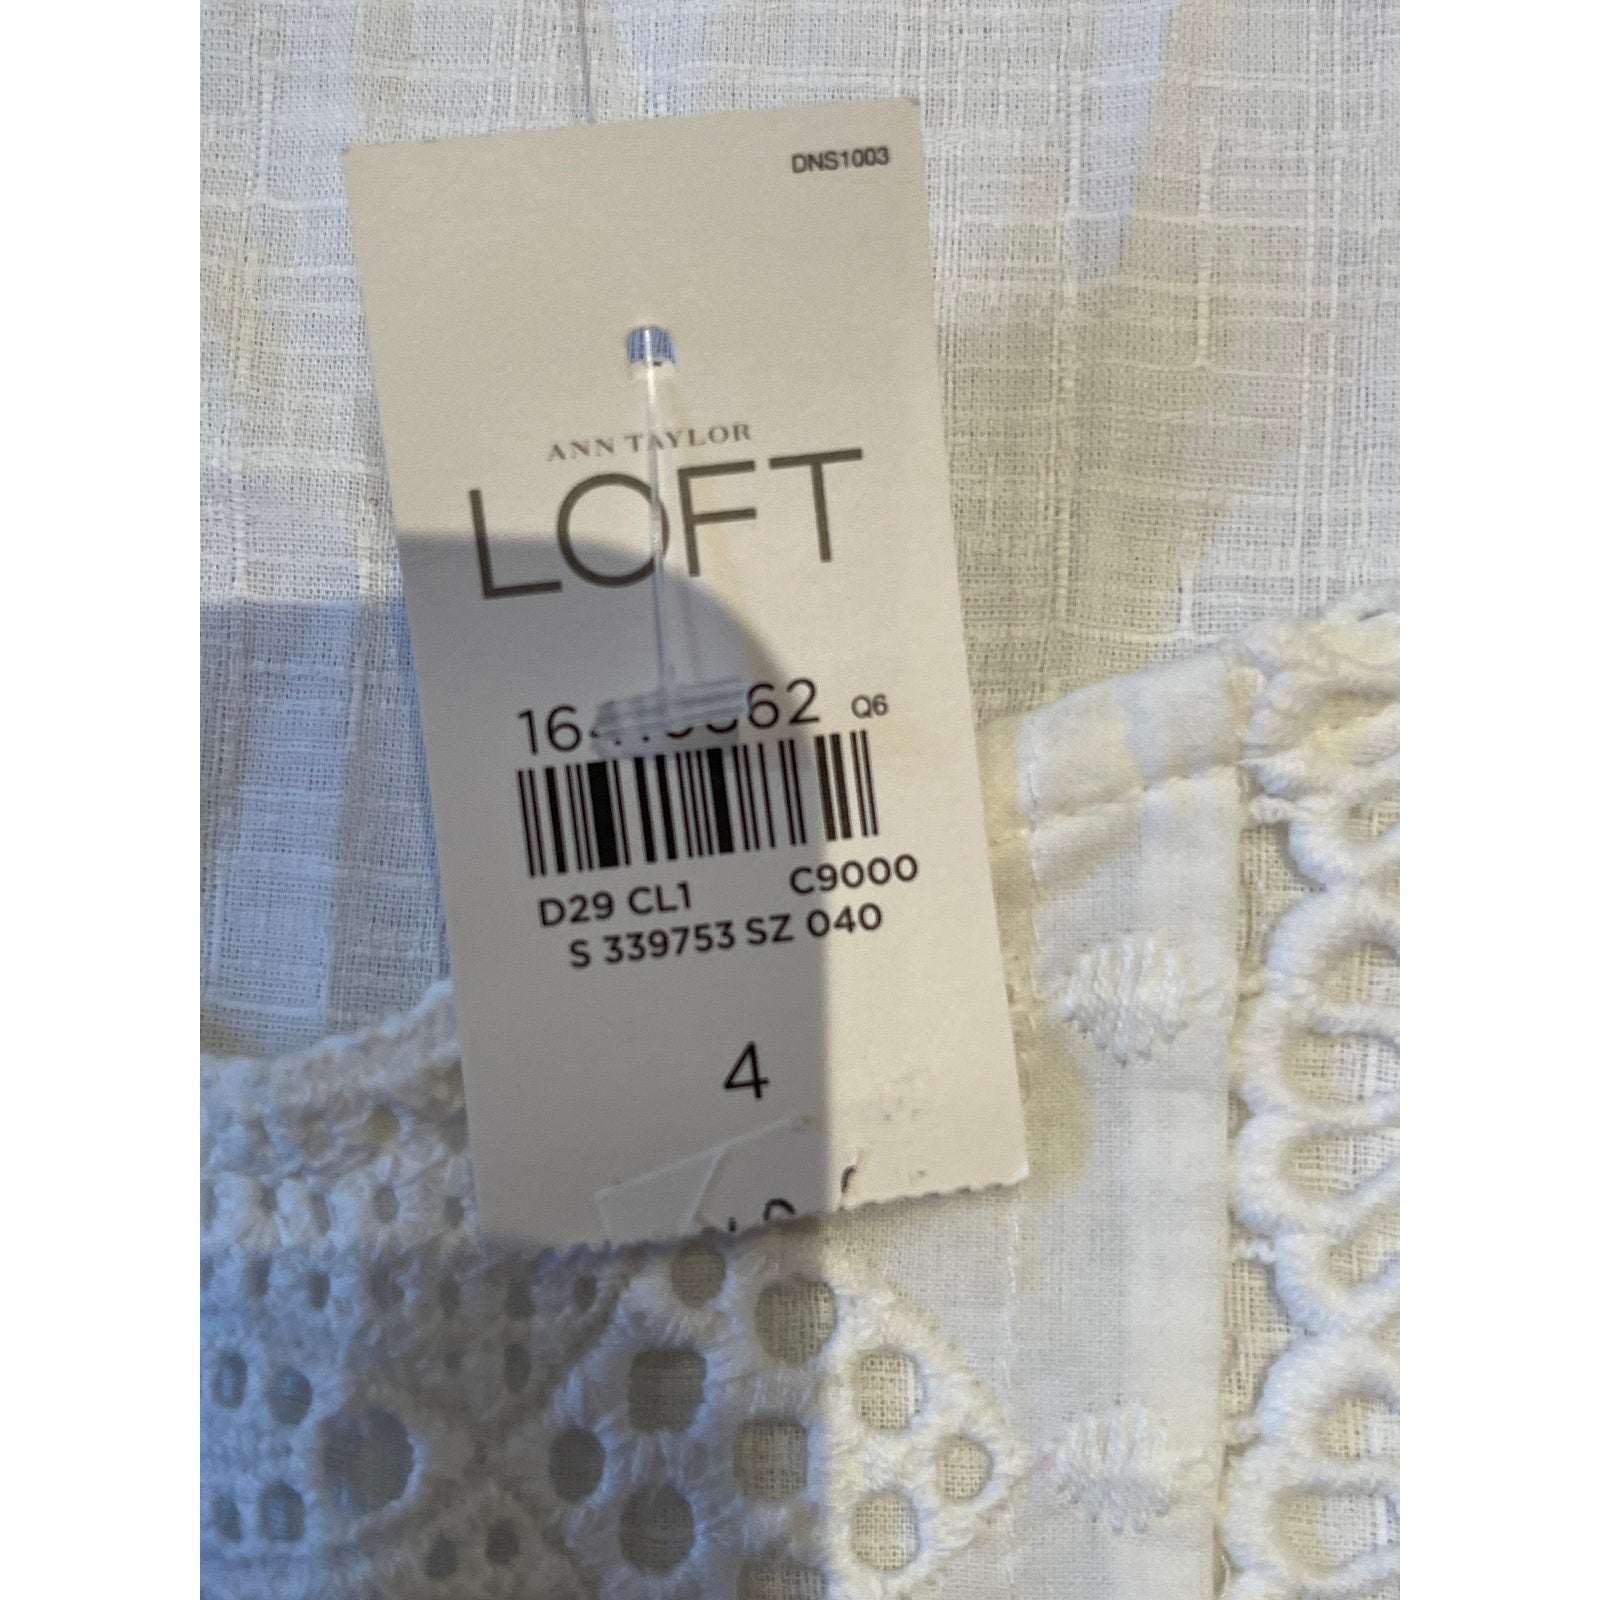 DNS1003
ANN TAYLOR
LOFT
Q6
D29 CL1 C9000
S 339753 SZ 040
4